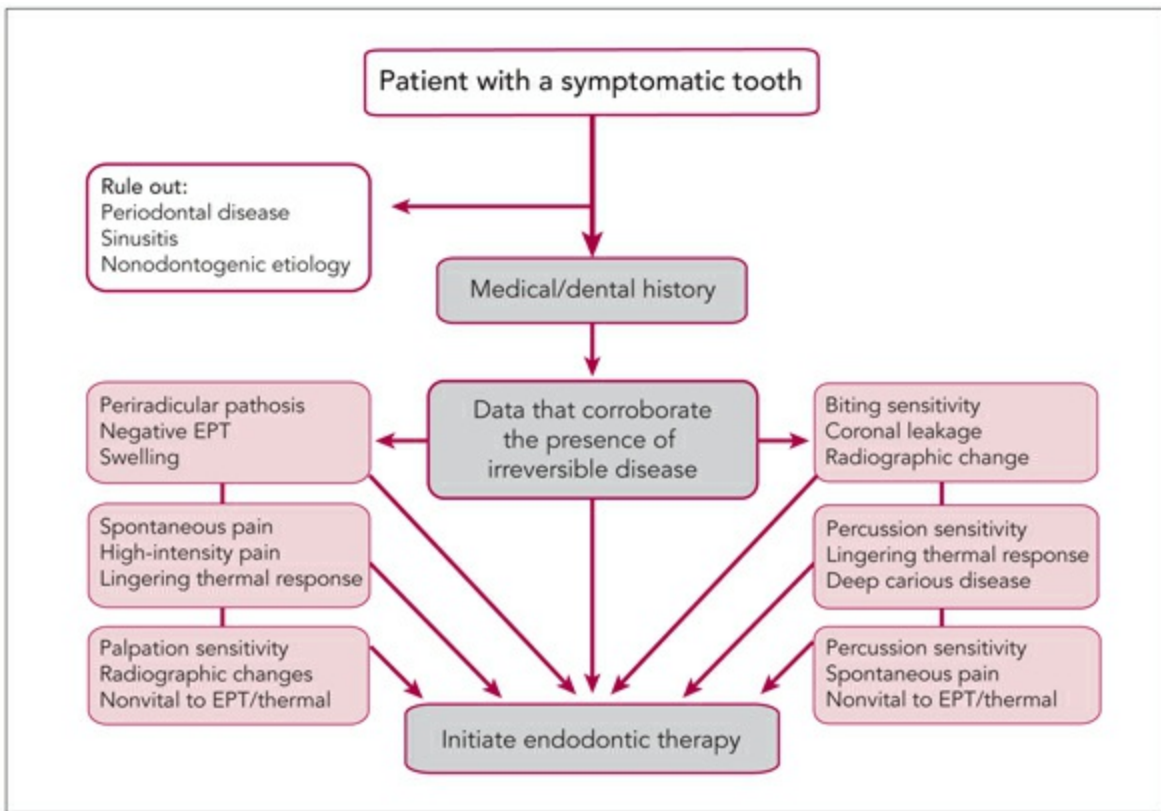 Patient with a symptomatic tooth
Rule out:
Periodontal disease
Sinusitis
Nonodontogenic etiology
Medical/dental history
Data that corroborate
the presence of
irreversible disease
Periradicular pathosis
Negative EPT
Swelling
Spontaneous pain
High-intensity pain
Lingering thermal response
Palpation sensitivity
Radiographic changes
Nonvital to EPT/thermal
Biting sensitivity
Coronal leakage
Radiographic change
Percussion sensitivity
Lingering thermal response
Deep carious disease
Percussion sensitivity
Spontaneous pain
Nonvital to EPT/thermal
Initiate endodontic therapy